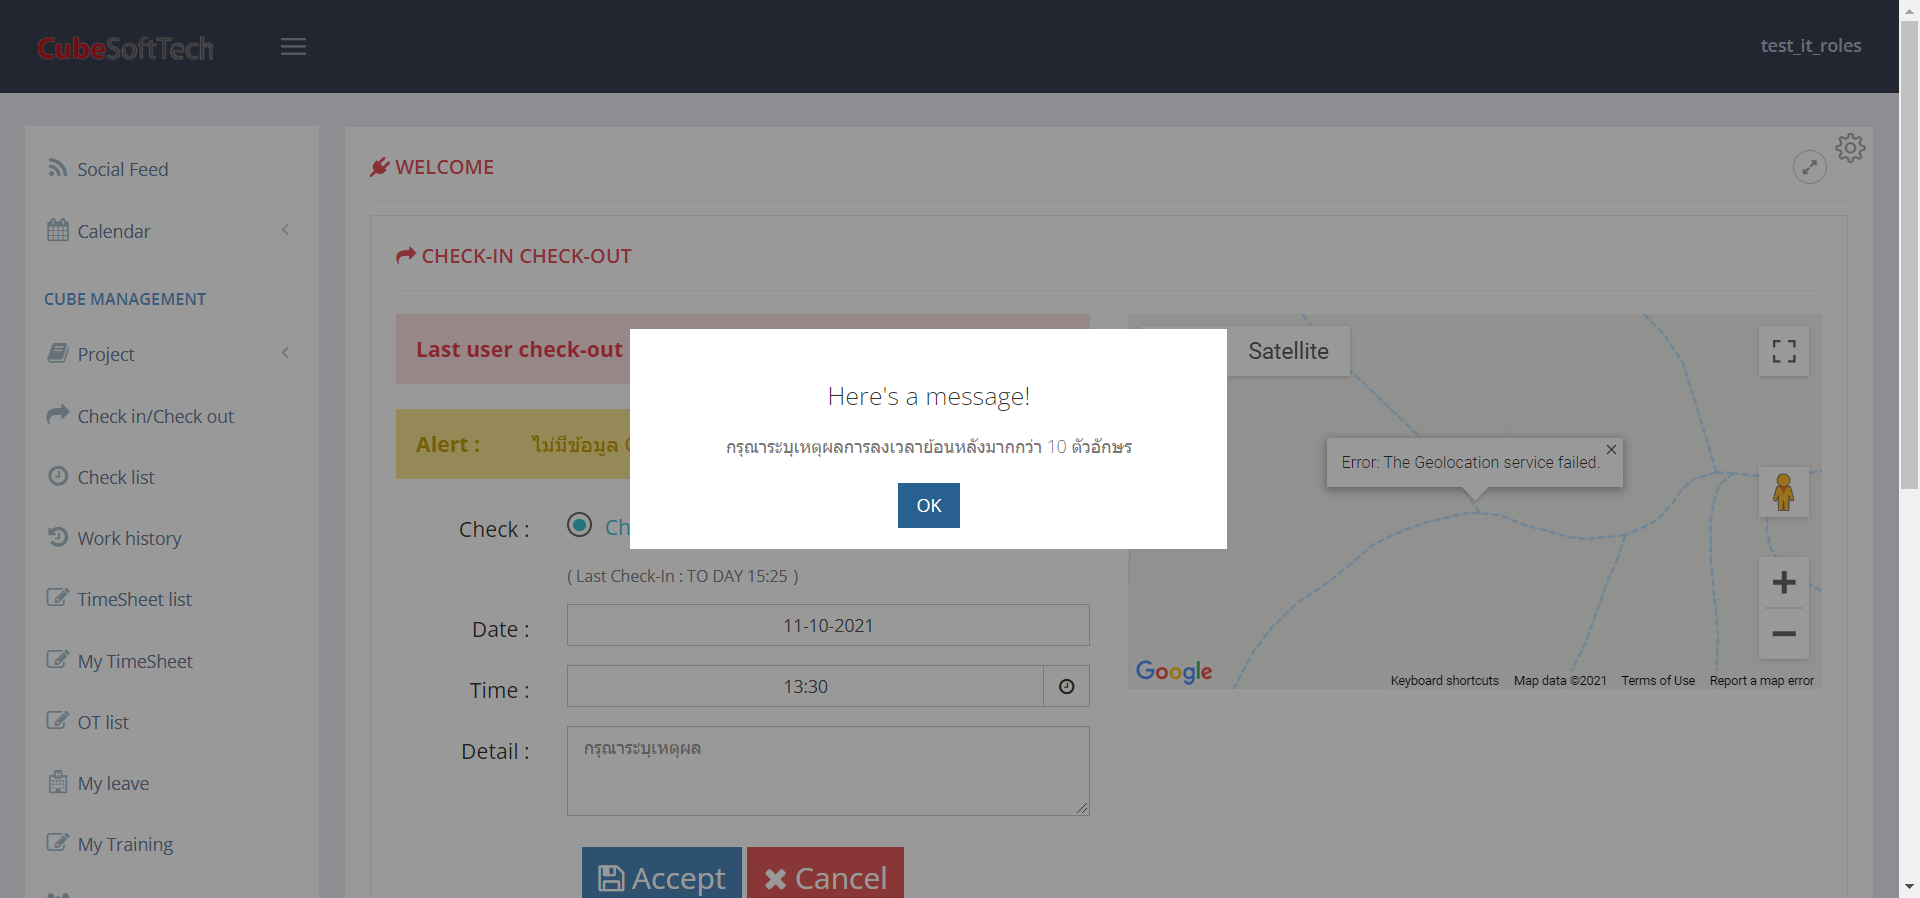 CubeSoftTech
test_it_roles
Social Feed
Calendar
CUBE MANAGEMENT
Project
Check in/Check out
Check list
Work history
TimeSheet list
My TimeSheet
OT list
My leave
My Training
WELCOME
CHECK-IN CHECK-OUT
Last user check-out
Alert :
ไม่มีข้อมูล
Check :
Ch
( Last Check-In : TO DAY 15:25 )
Date :
11-10-2021
Time :
13:30
Detail :
กรุณาระบุเหตุผล
Accept
Cancel
Here's a message!
กรุณาระบุเหตุผลการลงเวลาย้อนหลังมากกว่า 10 ตัวอักษร
OK
Satellite
Error: The Geolocation service failed.
Google
Keyboard shortcuts
Map data ©2021
Terms of Use
Report a map error